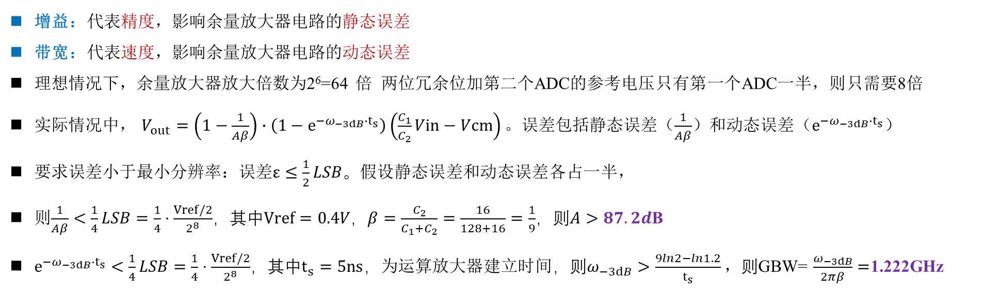 ■ 增益：代表精度，影响余量放大器电路的静态误差
■ 带宽：代表速度，影响余量放大器电路的动态误差
■ 理想情况下，余量放大器放大倍数为2⁶=64 倍 两位冗余位加第二个ADC的参考电压只有第一个ADC一半，则只需要8倍
■ 实际情况中， V_out = (1 − 1/(Aβ)) · (1 − e^(−ω_−3dB·t_s)) (C₁/C₂ Vin − Vcm) 。误差包括静态误差（1/(Aβ)）和动态误差（e^(−ω_−3dB·t_s)）
■ 要求误差小于最小分辨率：误差ε ≤ 1/2 LSB。假设静态误差和动态误差各占一半，
■ 则1/(Aβ) < 1/4 LSB = 1/4 · (Vref/2)/2⁸，其中Vref = 0.4V，β = C₂/(C₁+C₂) = 16/(128+16) = 1/9，则A > 87.2dB
■ e^(−ω_−3dB·t_s) < 1/4 LSB = 1/4 · (Vref/2)/2⁸，其中t_s = 5ns，为运算放大器建立时间，则ω_−3dB > (9ln2−ln1.2)/t_s，则GBW= ω_−3dB/(2πβ) =1.222GHz